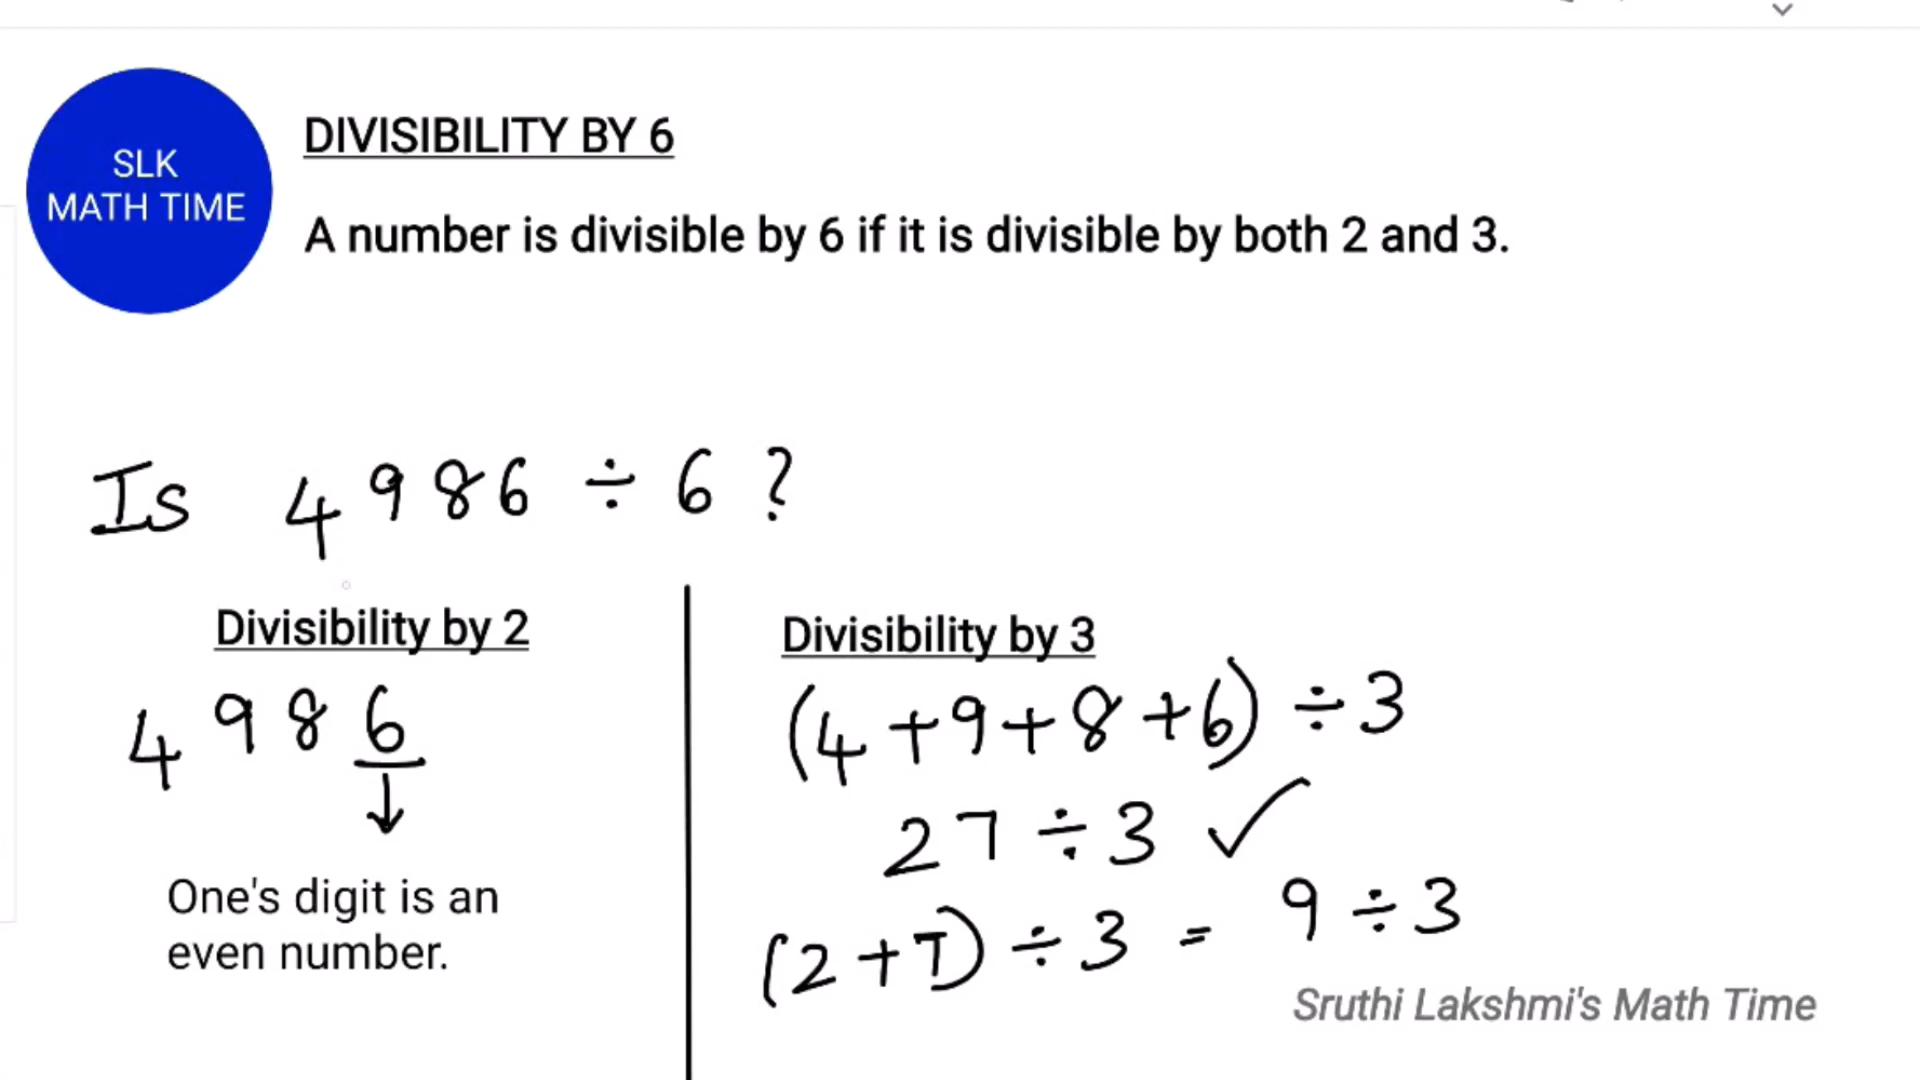 SLK
MATH TIME
DIVISIBILITY BY 6
A number is divisible by 6 if it is divisible by both 2 and 3.
Is 4986 ÷ 6 ?
Divisibility by 2
4986
One's digit is an
even number.
Divisibility by 3
(4+9+8+6) ÷ 3
27 ÷ 3 ✓
(2+7) ÷ 3 = 9 ÷ 3
Sruthi Lakshmi's Math Time